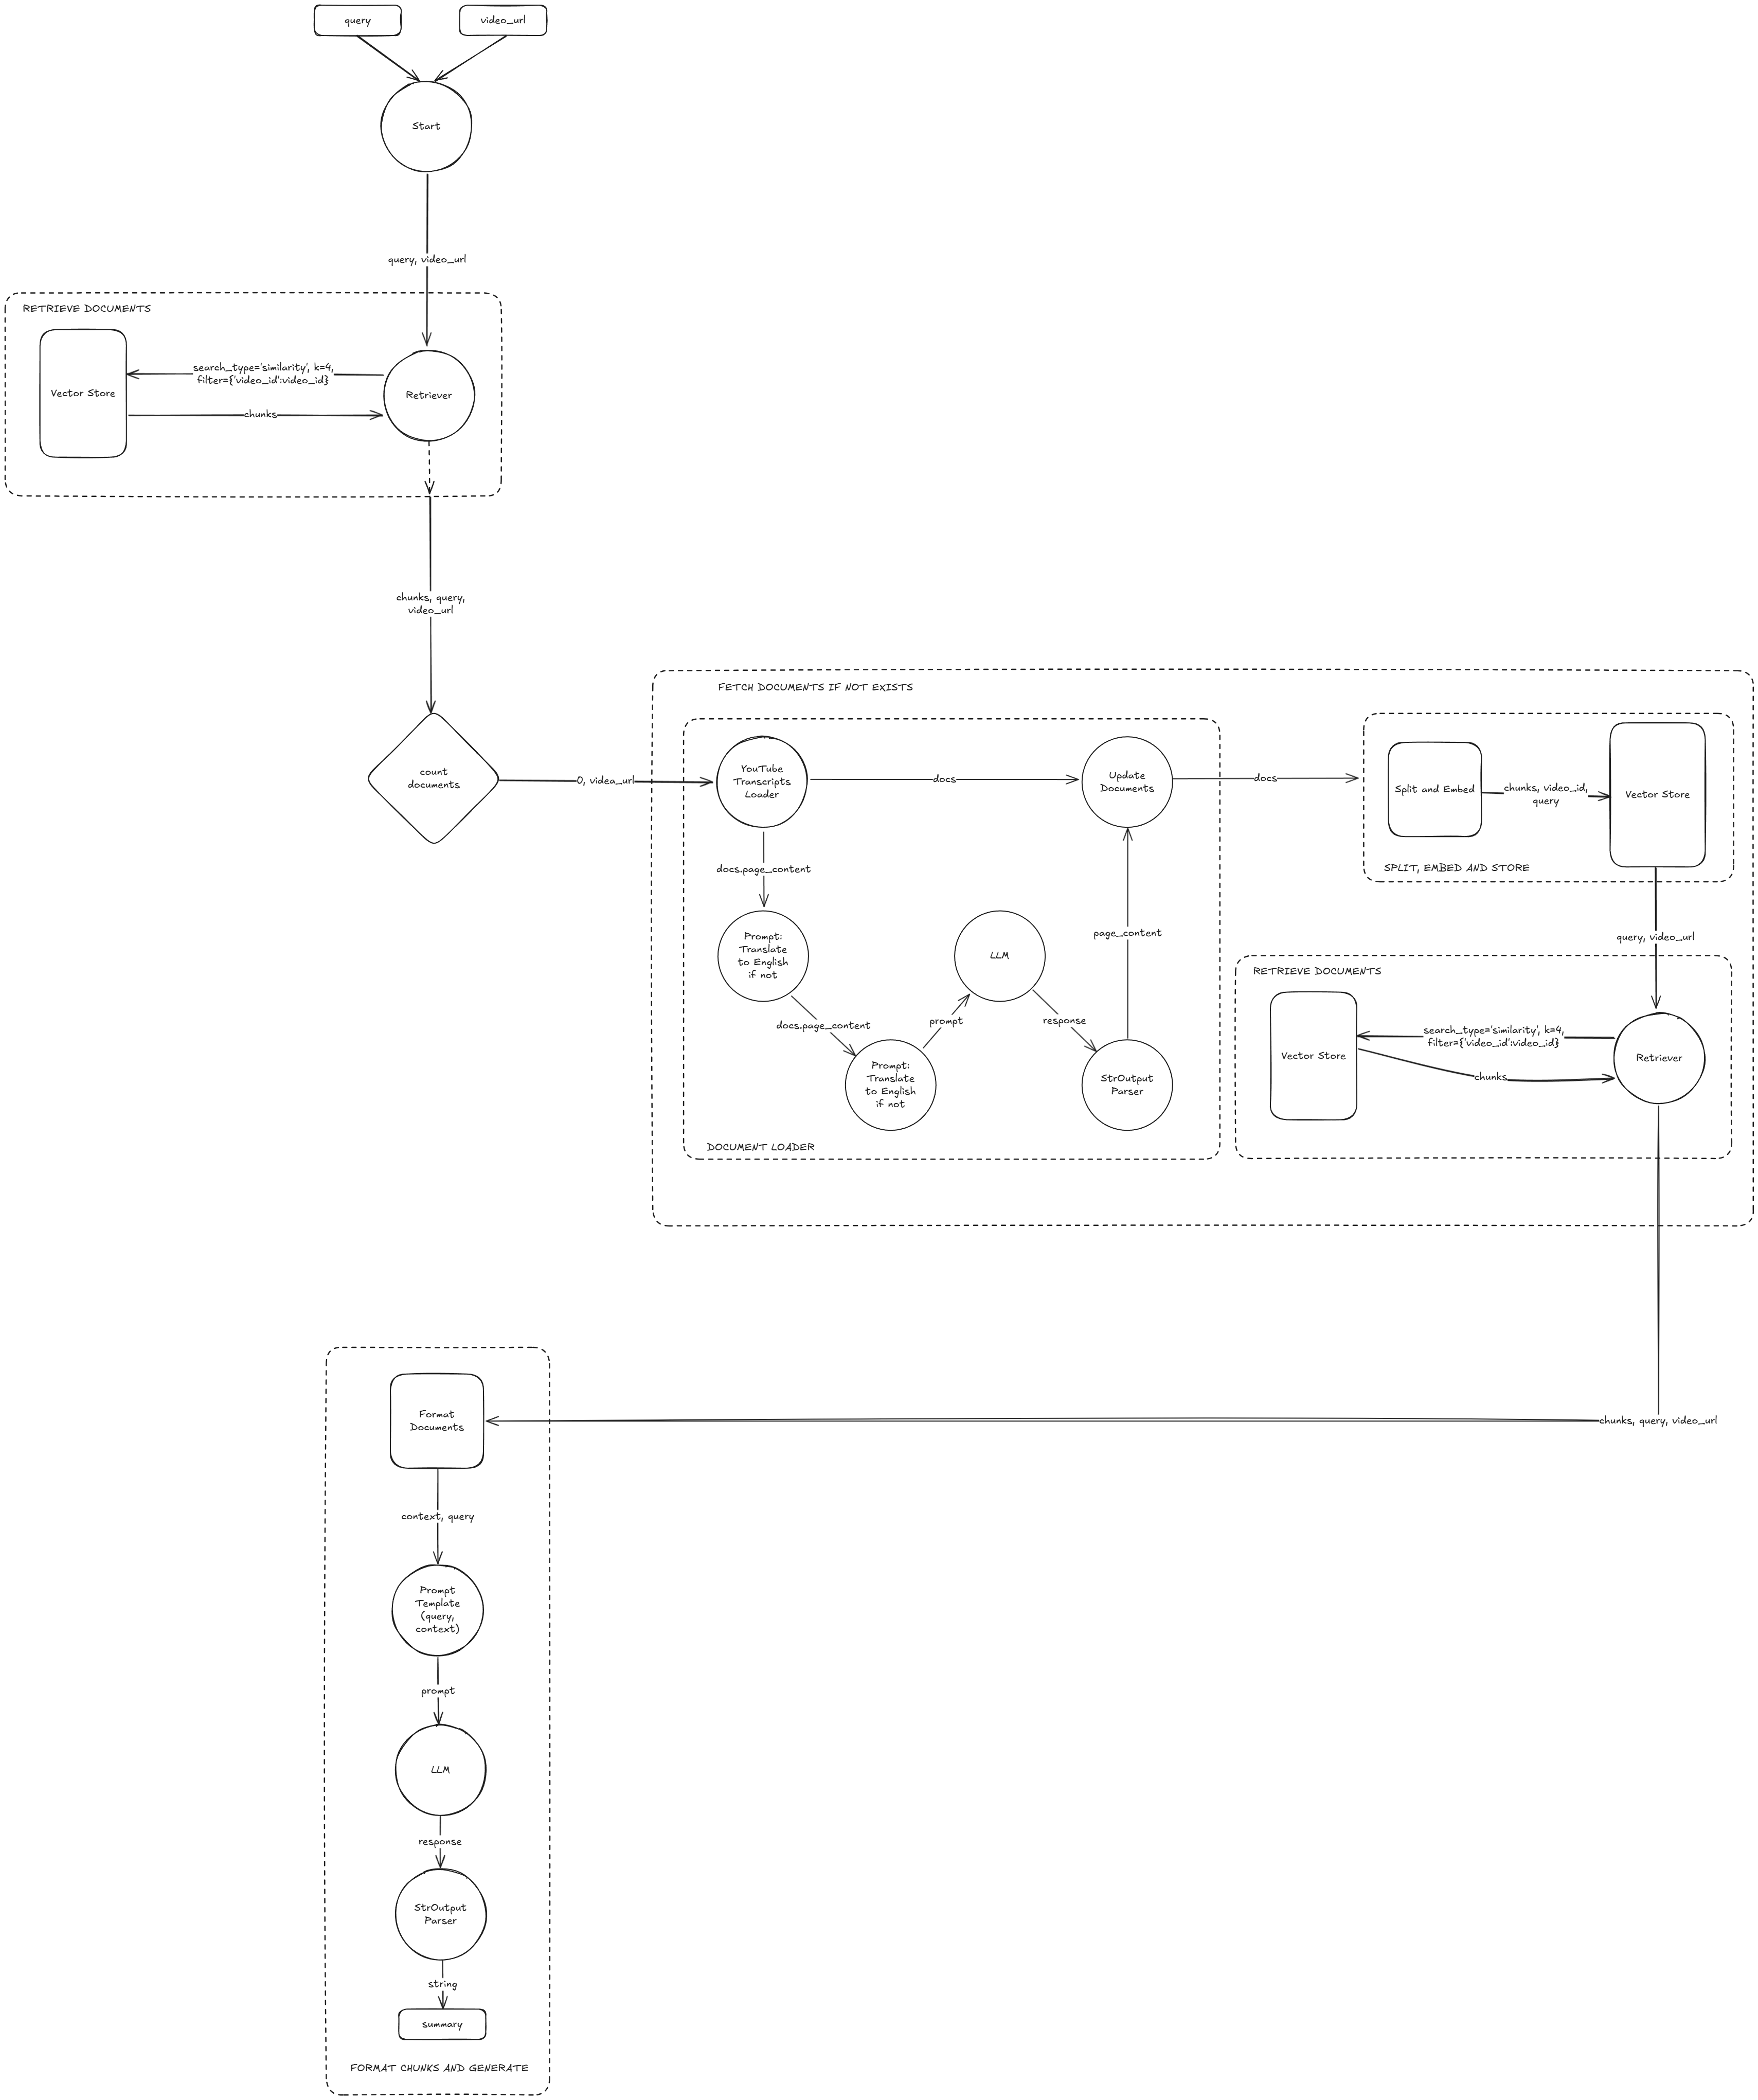 query
video_url
Start
query, video_url
RETRIEVE DOCUMENTS
Vector Store
search_type='similarity', k=4,
filter={'video_id':video_id}
chunks
Retriever
chunks, query,
video_url
count
documents
0, videa_url
FETCH DOCUMENTS IF NOT EXISTS
YouTube
Transcripts
Loader
docs
Update
Documents
docs.page_content
Prompt:
Translate
to English
if not
docs.page_content
Prompt:
Translate
to English
if not
prompt
LLM
response
StrOutput
Parser
page_content
DOCUMENT LOADER
docs
Split and Embed
chunks, video_id,
query
Vector Store
SPLIT, EMBED AND STORE
query, video_url
RETRIEVE DOCUMENTS
Vector Store
search_type='similarity', k=4,
filter={'video_id':video_id}
chunks
Retriever
chunks, query, video_url
Format
Documents
context, query
Prompt
Template
(query,
context)
prompt
LLM
response
StrOutput
Parser
string
summary
FORMAT CHUNKS AND GENERATE